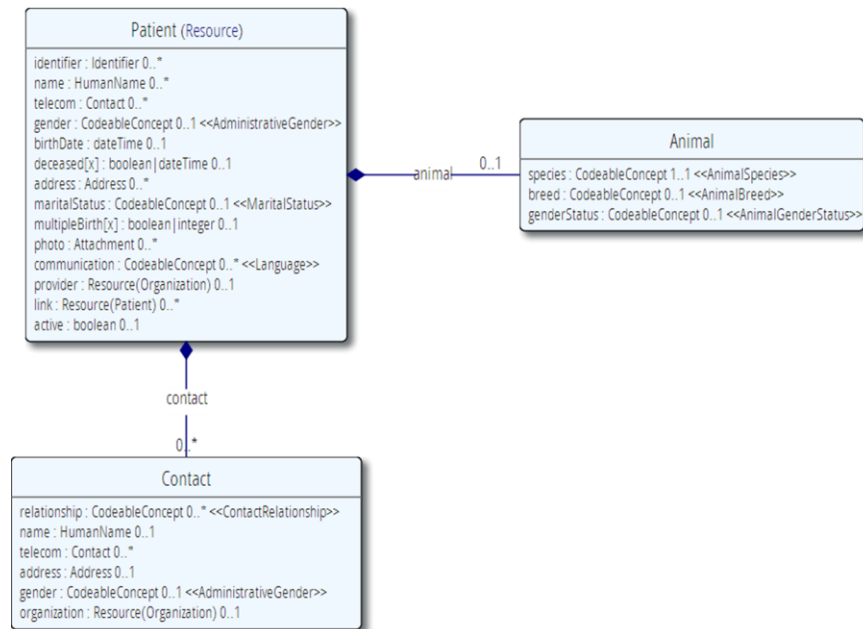 Patient (Resource)
identifier : Identifier 0..*
name : HumanName 0..*
telecom : Contact 0..*
gender : CodeableConcept 0..1 <<AdministrativeGender>>
birthDate : dateTime 0..1
deceased[x] : boolean|dateTime 0..1
address : Address 0..*
maritalStatus : CodeableConcept 0..1 <<MaritalStatus>>
multipleBirth[x] : boolean|integer 0..1
photo : Attachment 0..*
communication : CodeableConcept 0..* <<Language>>
provider : Resource(Organization) 0..1
link : Resource(Patient) 0..*
active : boolean 0..1
animal 0..1
Animal
species : CodeableConcept 1..1 <<AnimalSpecies>>
breed : CodeableConcept 0..1 <<AnimalBreed>>
genderStatus : CodeableConcept 0..1 <<AnimalGenderStatus>>
contact
0..*
Contact
relationship : CodeableConcept 0..* <<ContactRelationship>>
name : HumanName 0..1
telecom : Contact 0..*
address : Address 0..1
gender : CodeableConcept 0..1 <<AdministrativeGender>>
organization : Resource(Organization) 0..1